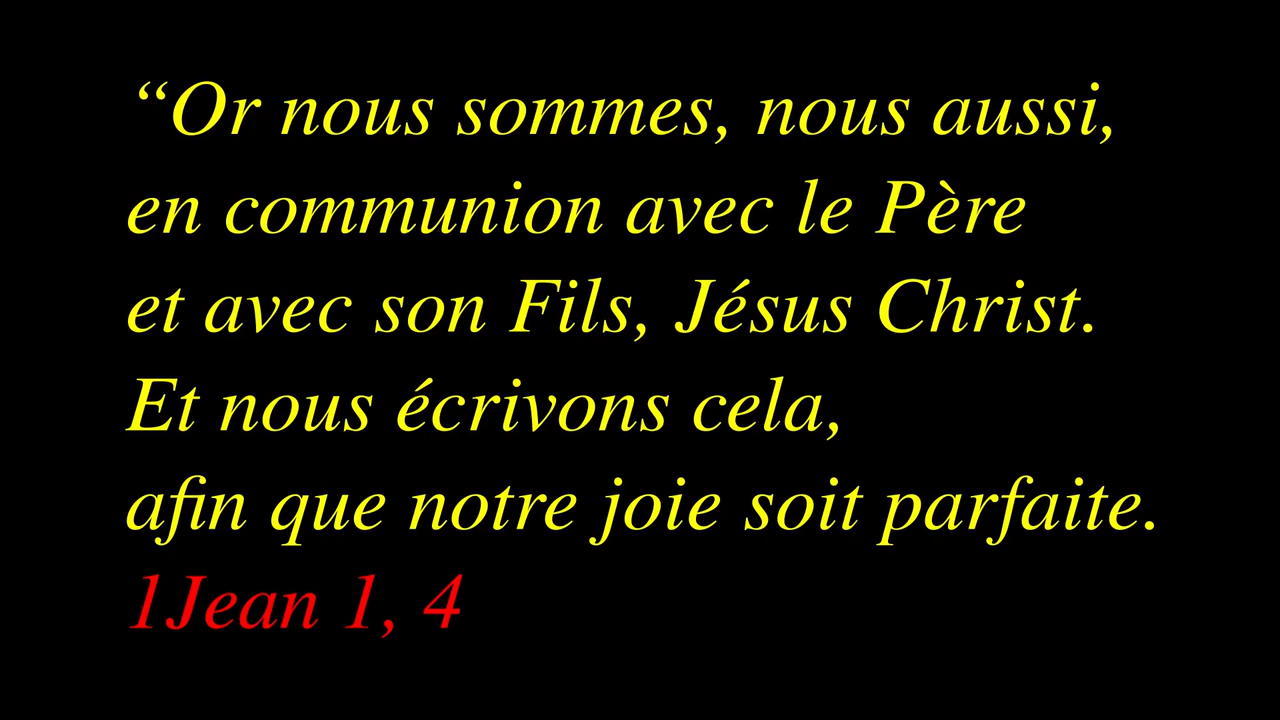 “Or nous sommes, nous aussi,
en communion avec le Père
et avec son Fils, Jésus Christ.
Et nous écrivons cela,
afin que notre joie soit parfaite.
1Jean 1, 4